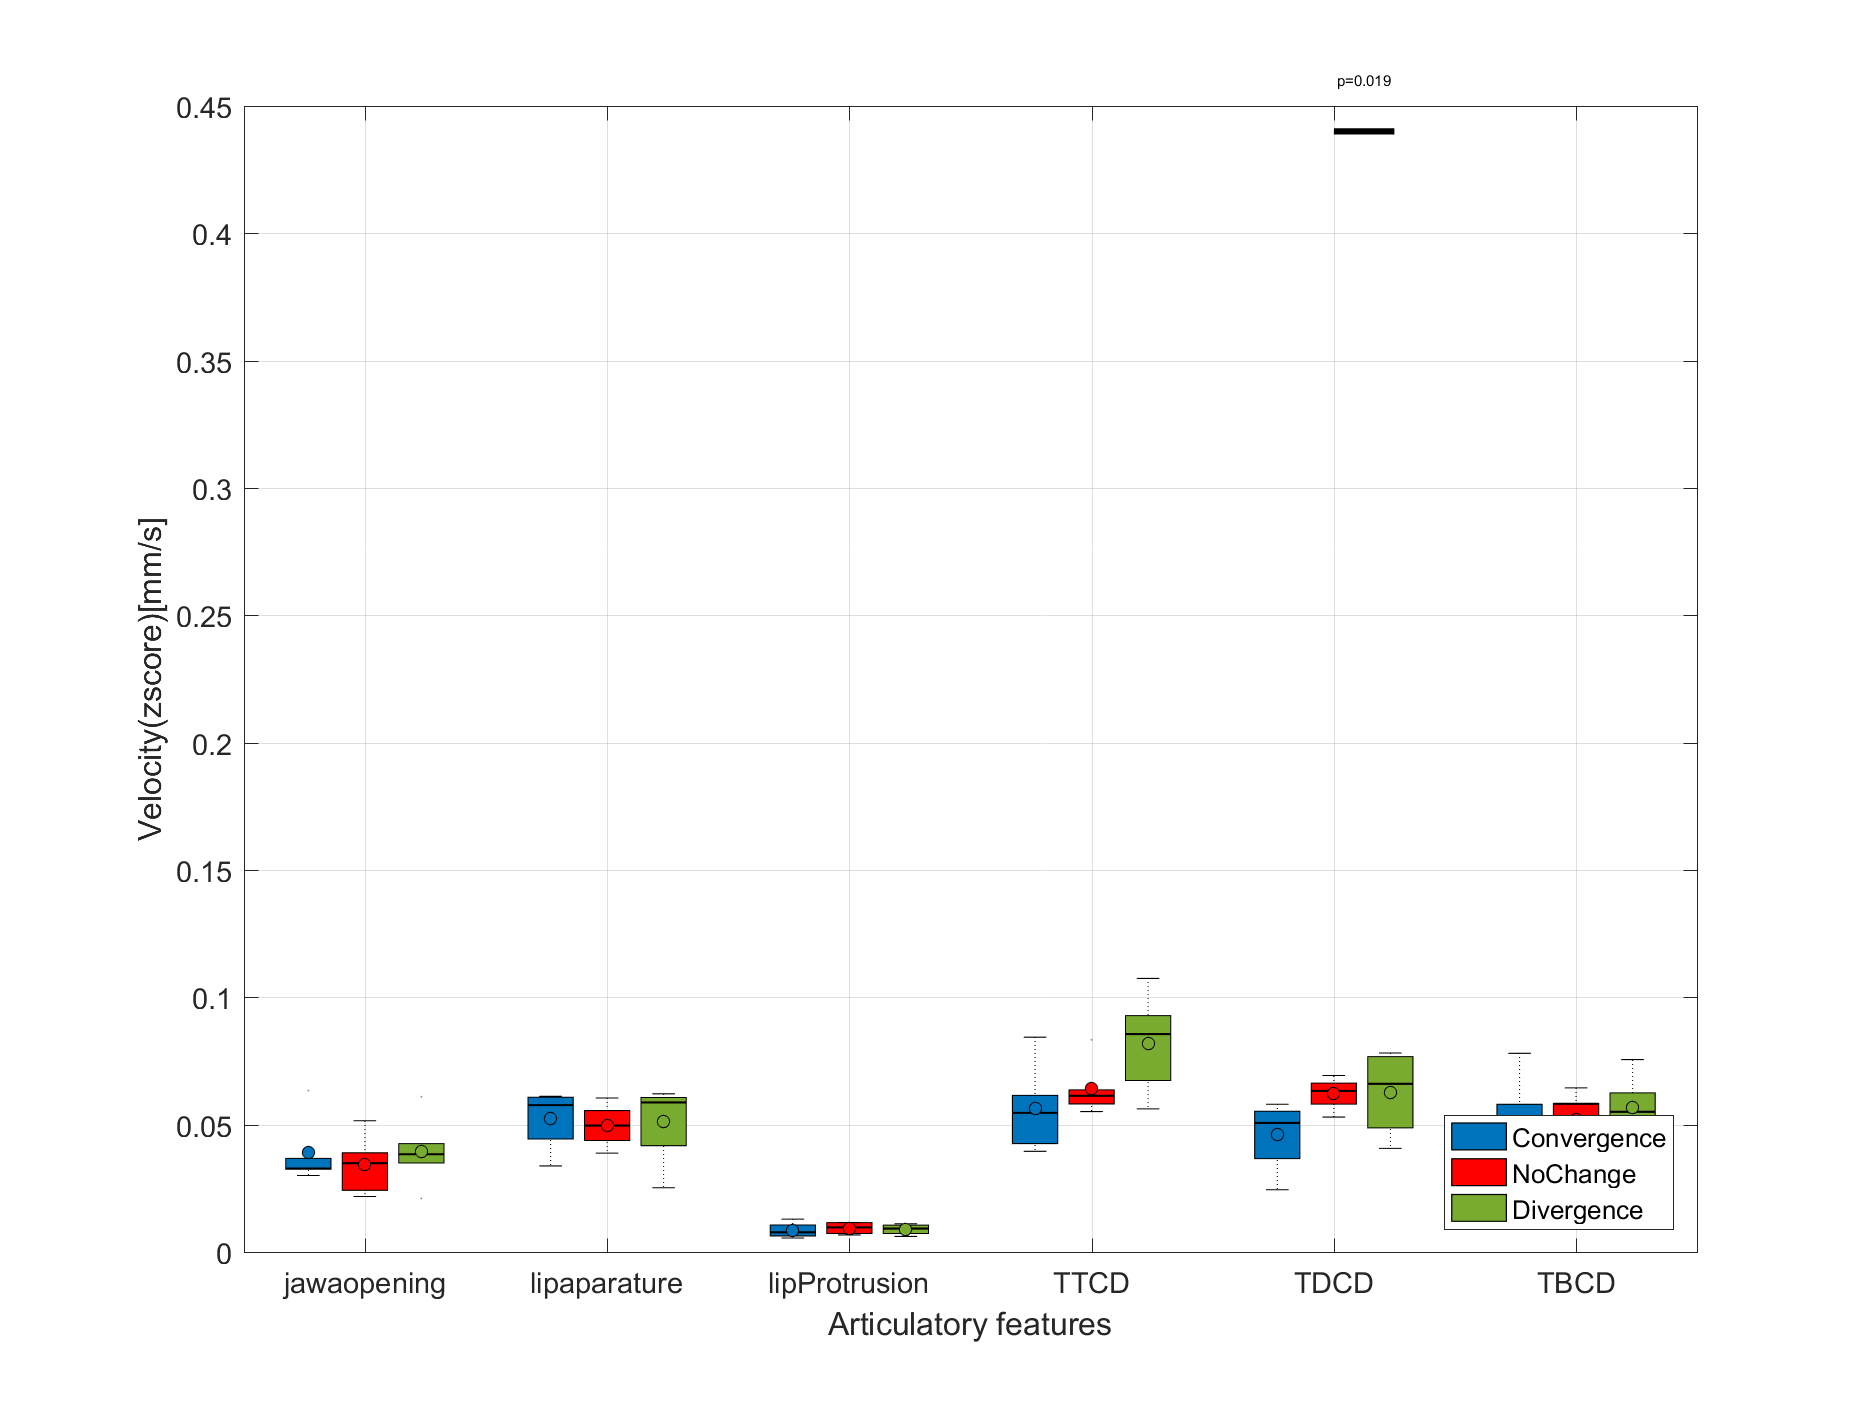 p=0.019
0.45
0.4
0.35
0.3
0.25
0.2
0.15
0.1
0.05
0
Velocity(zscore)[mm/s]
Convergence
NoChange
Divergence
jawaopening
lipaparature
lipProtrusion
TTCD
TDCD
TBCD
Articulatory features